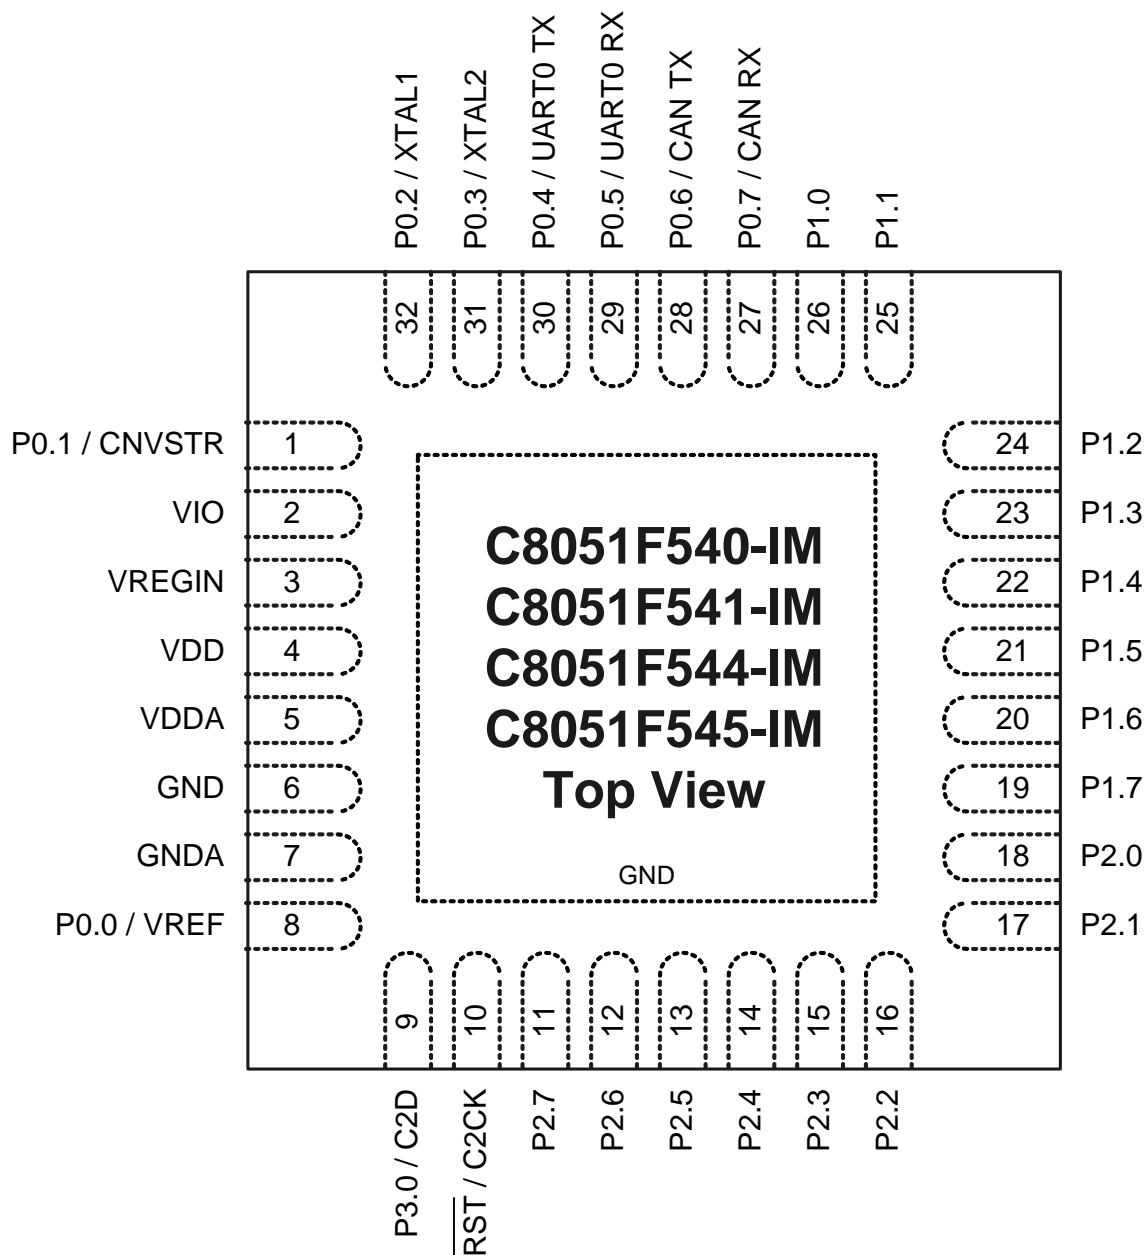 P0.2 / XTAL1
P0.3 / XTAL2
P0.4 / UART0 TX
P0.5 / UART0 RX
P0.6 / CAN TX
P0.7 / CAN RX
P1.0
P1.1
32
31
30
29
28
27
26
25
P0.1 / CNVSTR 1
VIO 2
VREGIN 3
VDD 4
VDDA 5
GND 6
GNDA 7
P0.0 / VREF 8
C8051F540-IM
C8051F541-IM
C8051F544-IM
C8051F545-IM
Top View
GND
24 P1.2
23 P1.3
22 P1.4
21 P1.5
20 P1.6
19 P1.7
18 P2.0
17 P2.1
9
10
11
12
13
14
15
16
P3.0 / C2D
RST / C2CK
P2.7
P2.6
P2.5
P2.4
P2.3
P2.2